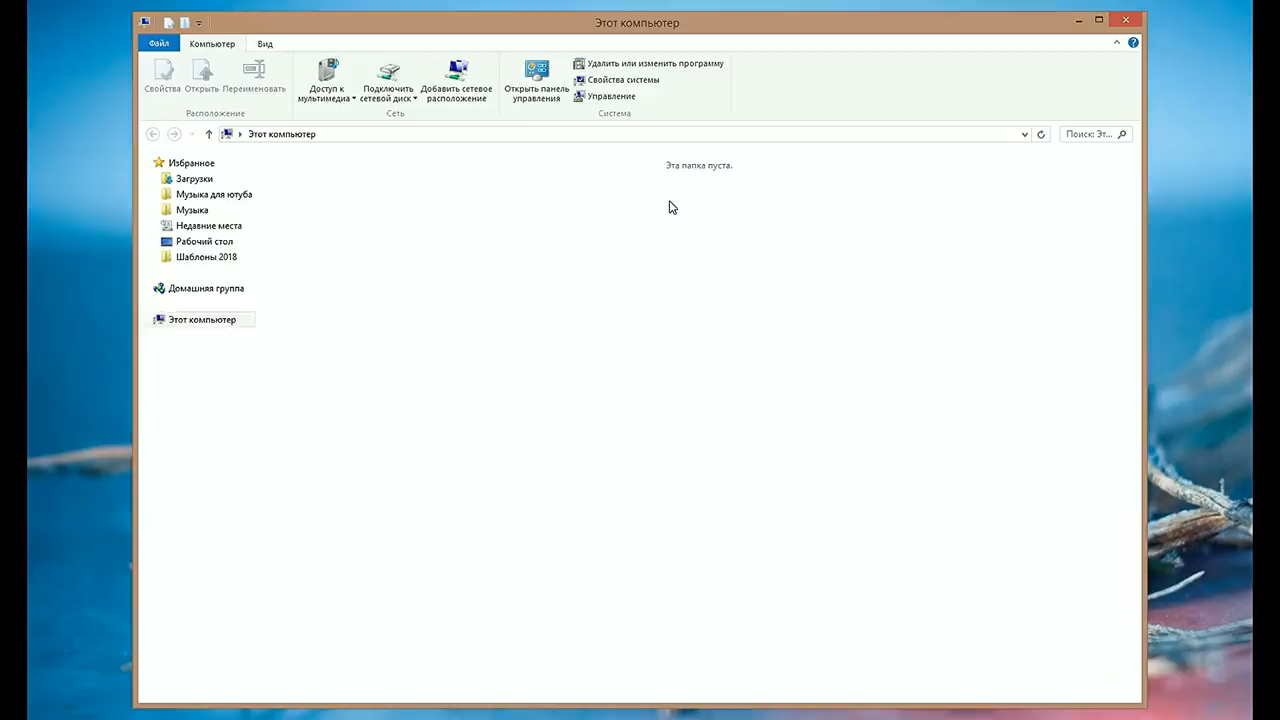 Этот компьютер
Файл Компьютер Вид
Свойства Открыть Переименовать
Расположение
Доступ к мультимедиа
Подключить сетевой диск
Добавить сетевое расположение
Сеть
Открыть панель управления
Удалить или изменить программу
Свойства системы
Управление
Система
Этот компьютер
Поиск: Эт...
Избранное
Загрузки
Музыка для ютуба
Музыка
Недавние места
Рабочий стол
Шаблоны 2018
Домашняя группа
Этот компьютер
Эта папка пуста.